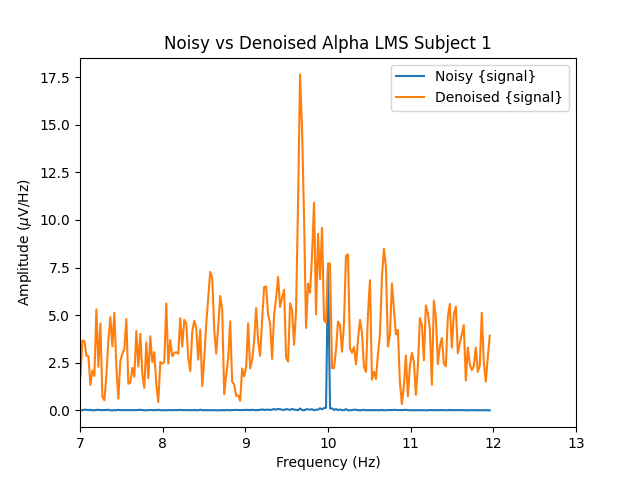 Noisy vs Denoised Alpha LMS Subject 1
Noisy {signal}
Denoised {signal}
Amplitude (μV/Hz)
17.5
15.0
12.5
10.0
7.5
5.0
2.5
0.0
7 8 9 10 11 12 13
Frequency (Hz)